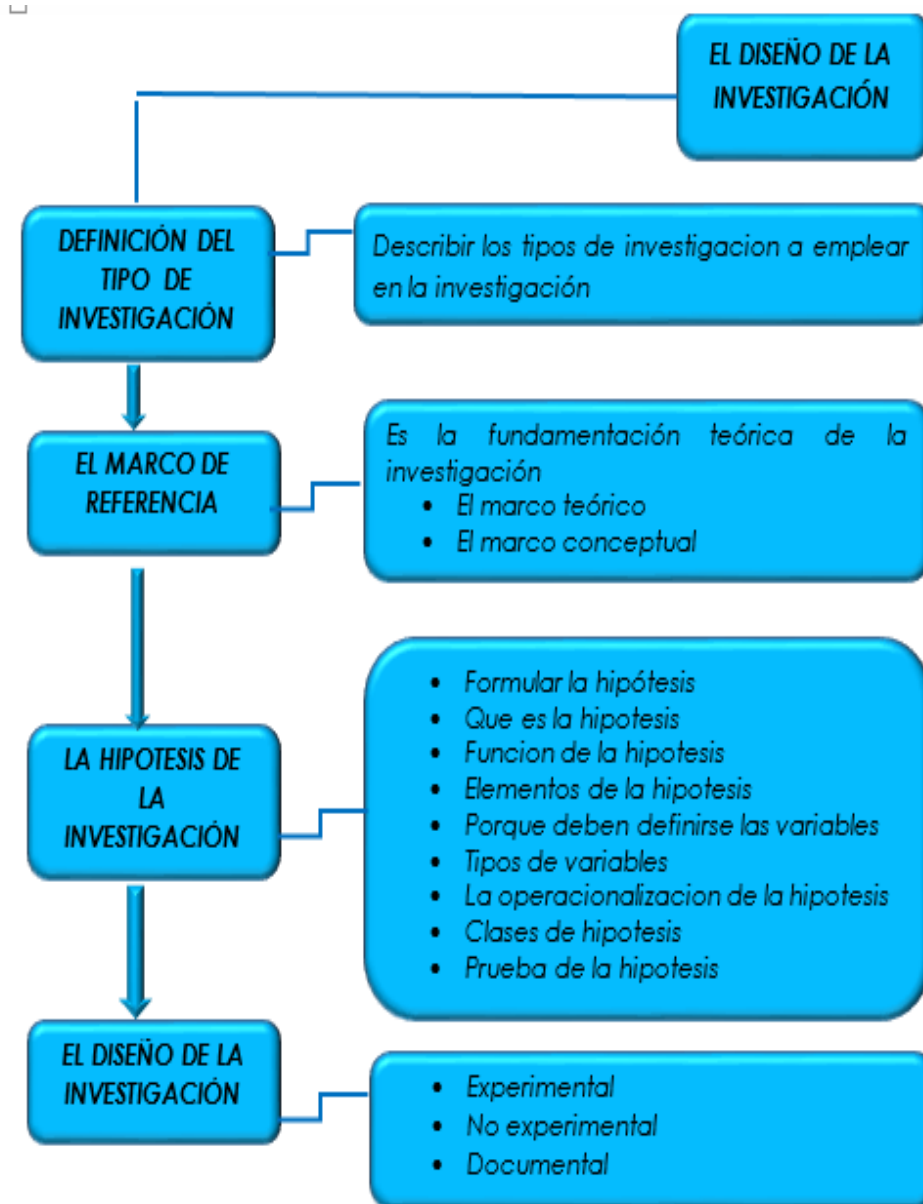 EL DISEÑO DE LA
INVESTIGACIÓN
DEFINICIÓN DEL
TIPO DE
INVESTIGACIÓN
Describir los tipos de investigacion a emplear
en la investigación
EL MARCO DE
REFERENCIA
Es la fundamentación teórica de la
investigación
• El marco teórico
• El marco conceptual
LA HIPOTESIS DE
LA
INVESTIGACIÓN
• Formular la hipótesis
• Que es la hipotesis
• Funcion de la hipotesis
• Elementos de la hipotesis
• Porque deben definirse las variables
• Tipos de variables
• La operacionalizacion de la hipotesis
• Clases de hipotesis
• Prueba de la hipotesis
EL DISEÑO DE LA
INVESTIGACIÓN
• Experimental
• No experimental
• Documental